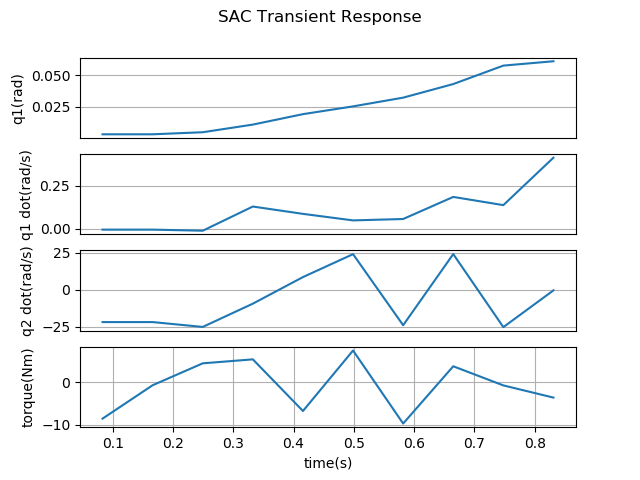 SAC Transient Response
q1(rad)
0.050
0.025
q1 dot(rad/s)
0.25
0.00
q2 dot(rad/s)
25
0
−25
torque(Nm)
0
−10
0.1 0.2 0.3 0.4 0.5 0.6 0.7 0.8
time(s)